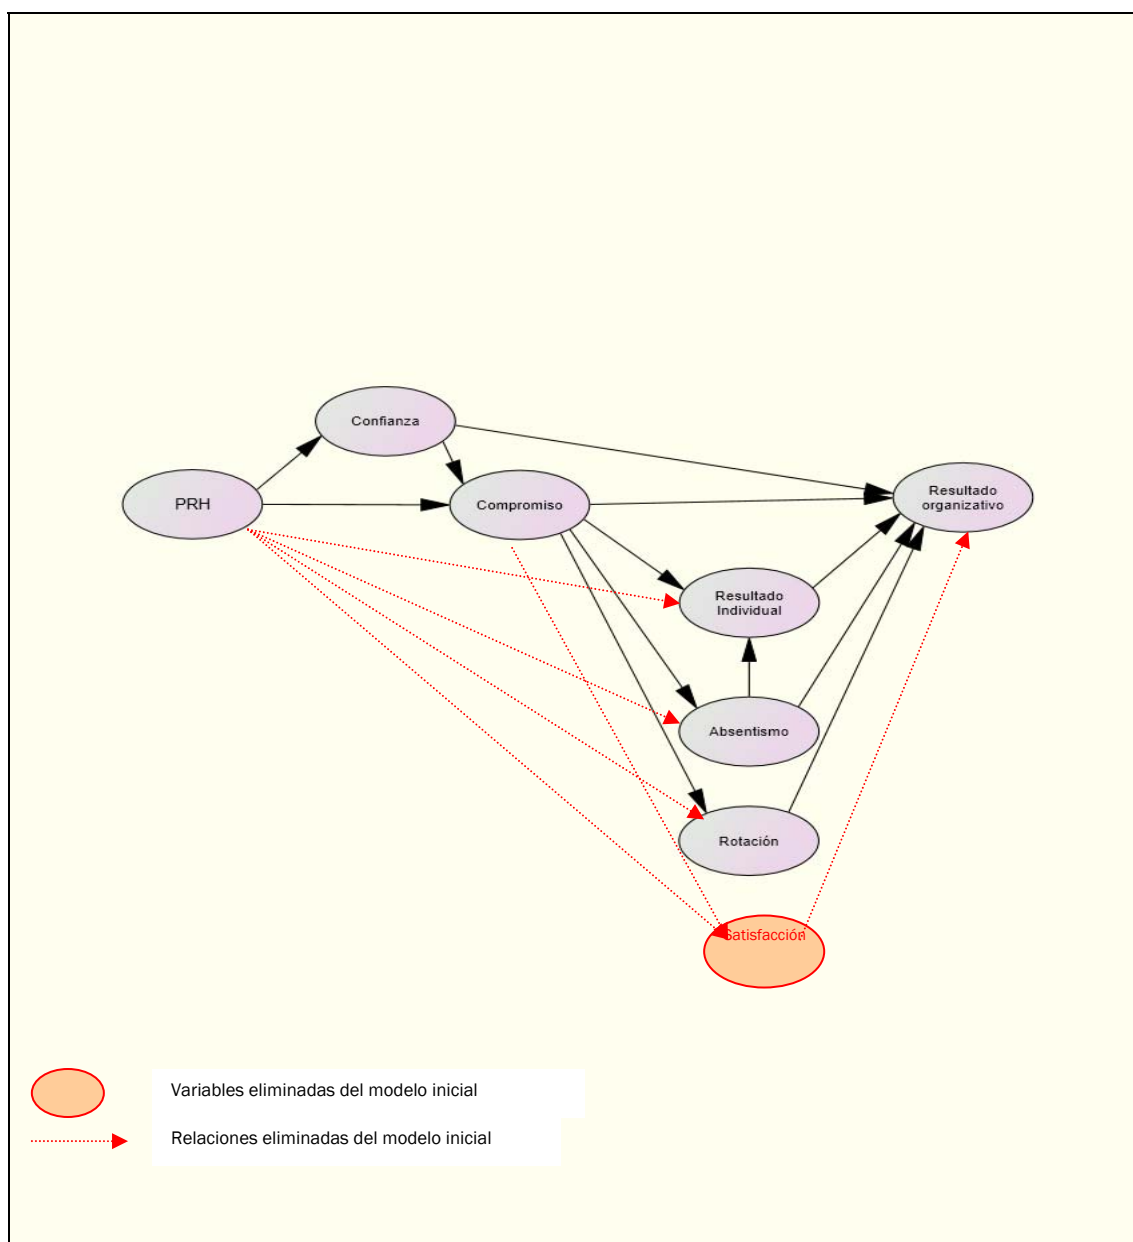 Confianza
PRH
Compromiso
Resultado
organizativo
Resultado
Individual
Absentismo
Rotación
Satisfacción
Variables eliminadas del modelo inicial
Relaciones eliminadas del modelo inicial